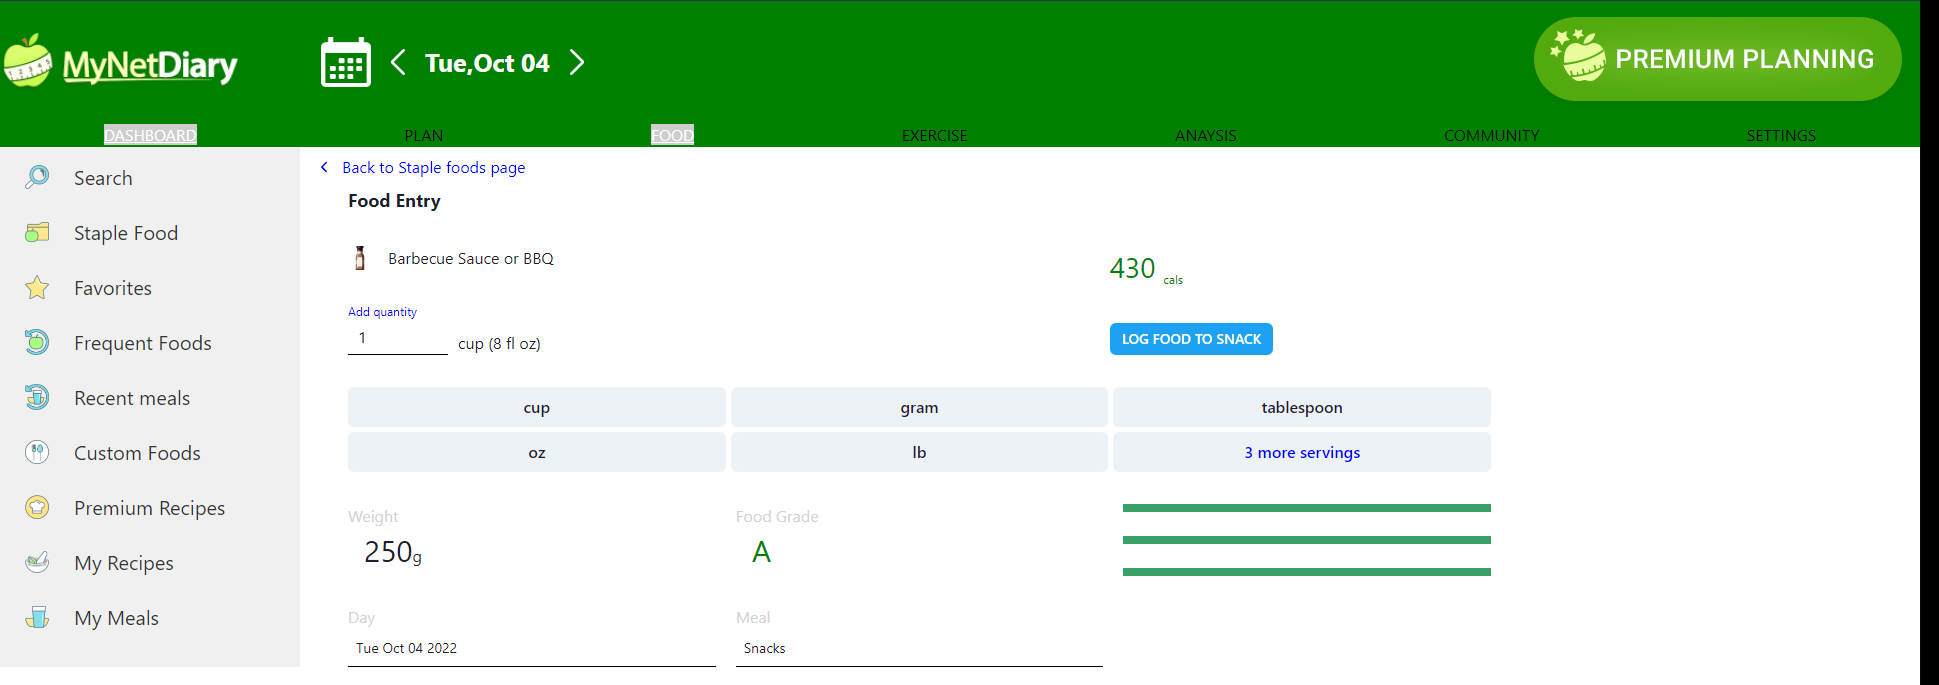 MyNetDiary
Tue,Oct 04
PREMIUM PLANNING
DASHBOARD PLAN FOOD EXERCISE ANAYSIS COMMUNITY SETTINGS
Search
Staple Food
Favorites
Frequent Foods
Recent meals
Custom Foods
Premium Recipes
My Recipes
My Meals
Back to Staple foods page
Food Entry
Barbecue Sauce or BBQ
430 cals
Add quantity
1 cup (8 fl oz)
LOG FOOD TO SNACK
cup gram tablespoon
oz lb 3 more servings
Weight Food Grade
250g A
Day Meal
Tue Oct 04 2022 Snacks